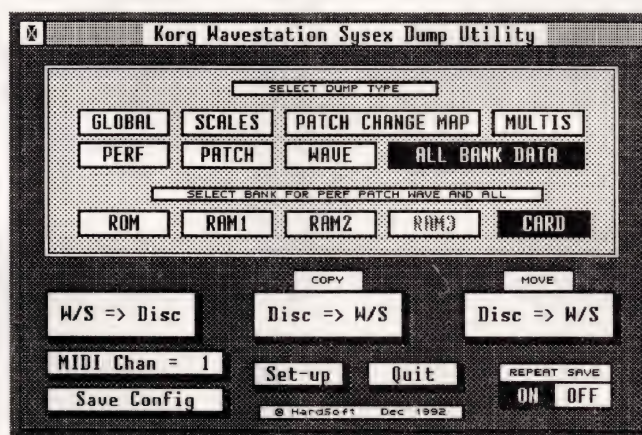 Korg Wavestation Sysex Dump Utility
SELECT DUMP TYPE
GLOBAL SCALES PATCH CHANGE MAP MULTIS
PERF PATCH WAVE ALL BANK DATA
SELECT BANK FOR PERF PATCH WAVE AND ALL
ROM RAM1 RAM2 RAM3 CARD
COPY MOVE
W/S => Disc Disc => W/S Disc => W/S
MIDI Chan = 1
Set-up Quit
REPEAT SAVE
ON OFF
Save Config
© HardSoft Dec 1992